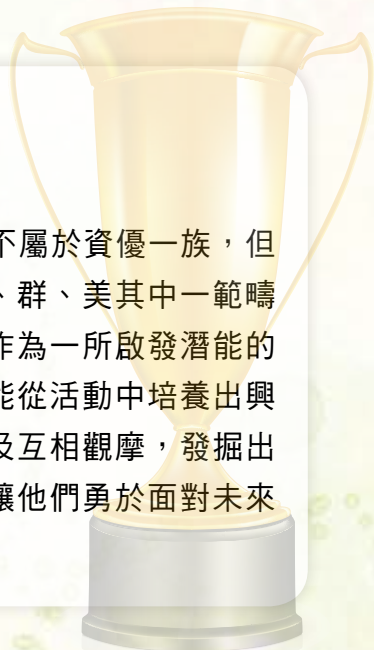 不屬於資優一族，但
、群、美其中一範疇
作為一所啟發潛能的
能從活動中培養出興
及互相觀摩，發掘出
讓他們勇於面對未來